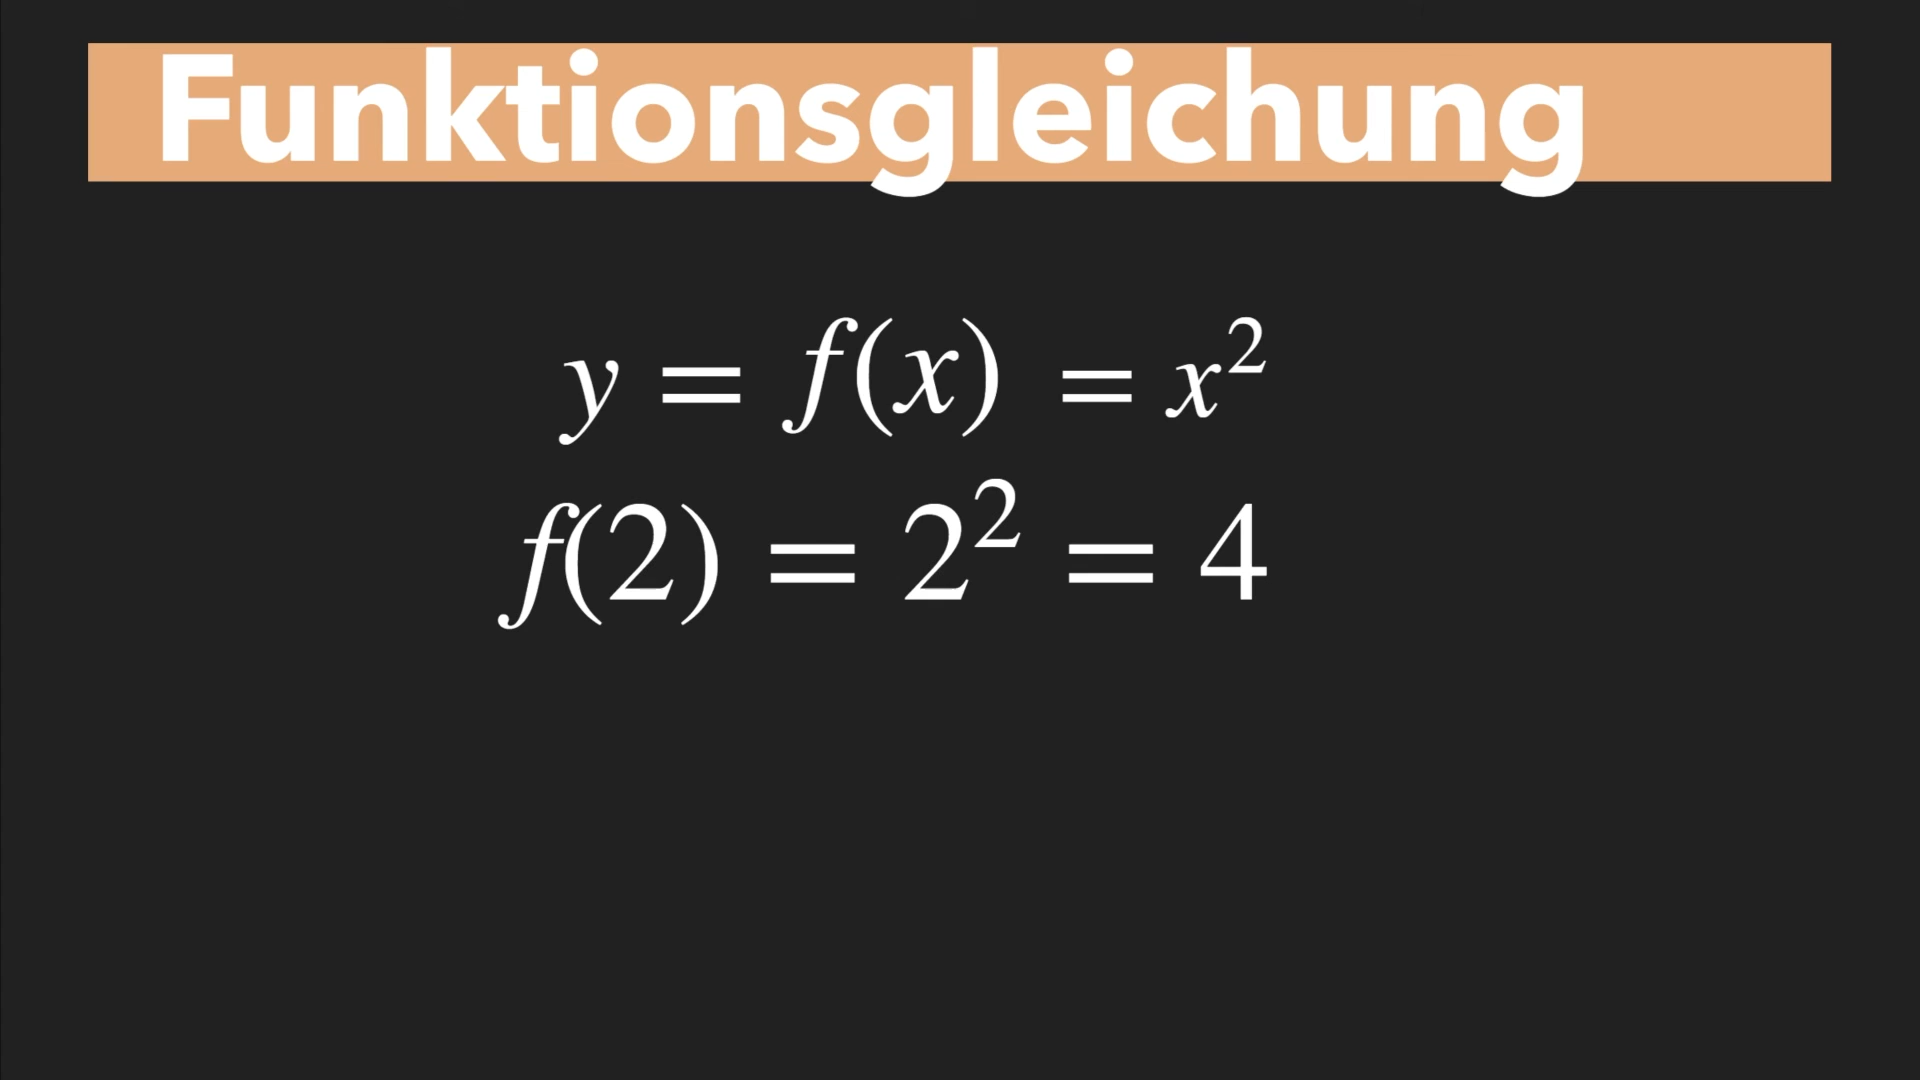 Funktionsgleichung
y = f(x) = x²
f(2) = 2² = 4